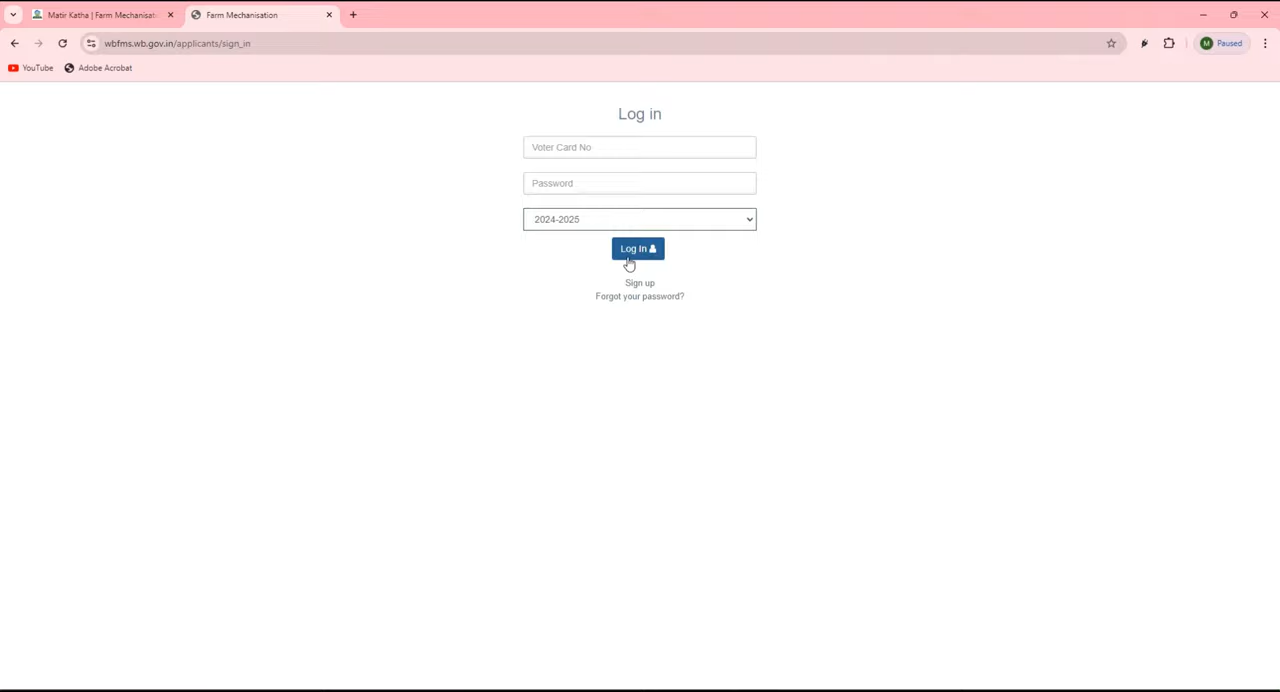 Matir Katha | Farm Mechanisat
Farm Mechanisation
wbfms.wb.gov.in/applicants/sign_in
M Paused
YouTube
Adobe Acrobat
Log in
Voter Card No
Password
2024-2025
Log In
Sign up
Forgot your password?